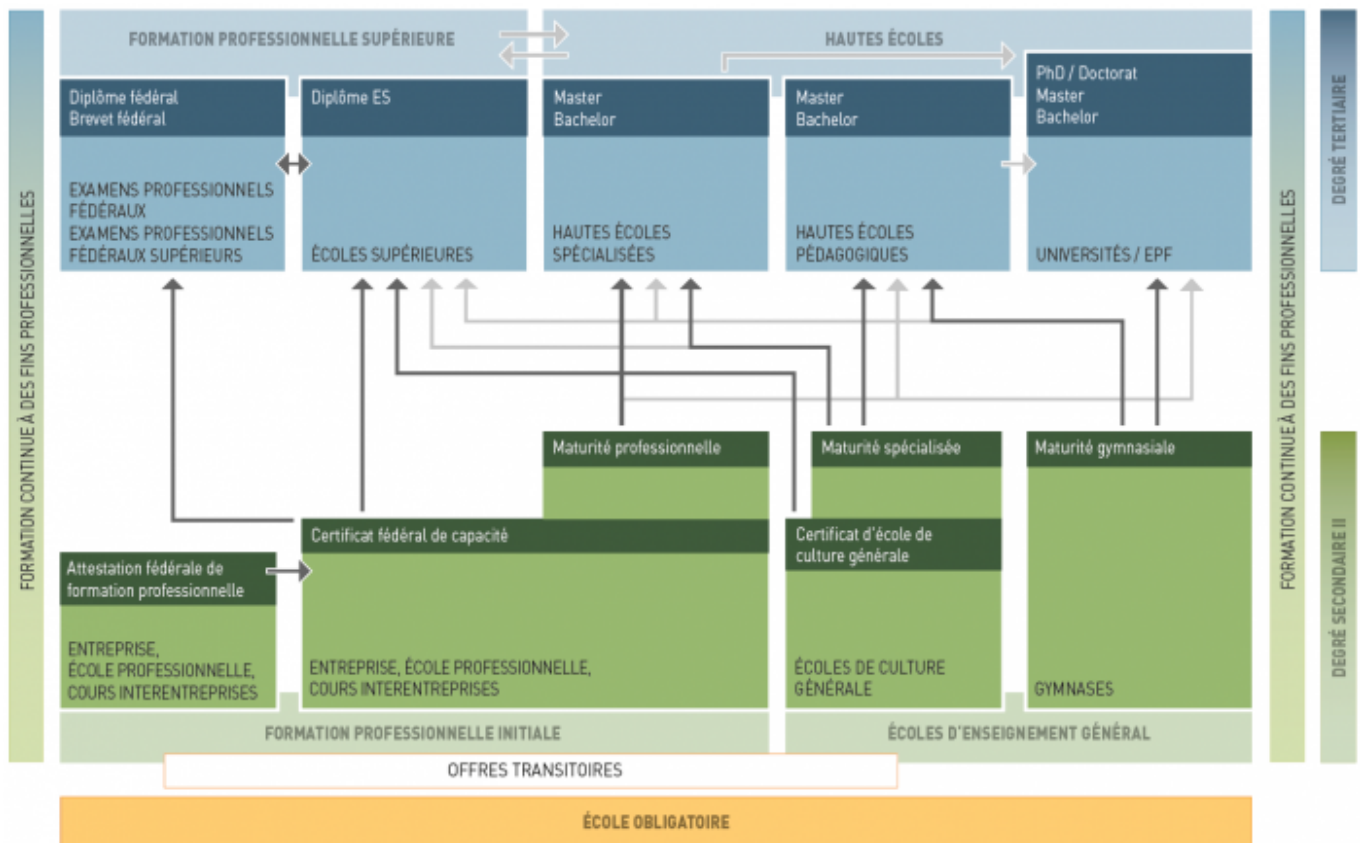 FORMATION PROFESSIONNELLE SUPÉRIEURE
HAUTES ÉCOLES
Diplôme fédéral
Brevet fédéral
Diplôme ES
Master
Bachelor
Master
Bachelor
PhD / Doctorat
Master
Bachelor
EXAMENS PROFESSIONNELS
FÉDÉRAUX
EXAMENS PROFESSIONNELS
FÉDÉRAUX SUPÉRIEURS
ÉCOLES SUPÉRIEURES
HAUTES ÉCOLES
SPÉCIALISÉES
HAUTES ÉCOLES
PÉDAGOGIQUES
UNIVERSITÉS / EPF
FORMATION CONTINUE À DES FINS PROFESSIONNELLES
FORMATION CONTINUE À DES FINS PROFESSIONNELLES
DEGRÉ TERTIAIRE
DEGRÉ SECONDAIRE II
Maturité professionnelle
Maturité spécialisée
Maturité gymnasiale
Certificat fédéral de capacité
Certificat d'école de
culture générale
Attestation fédérale de
formation professionnelle
ENTREPRISE,
ÉCOLE PROFESSIONNELLE,
COURS INTERENTREPRISES
ENTREPRISE, ÉCOLE PROFESSIONNELLE,
COURS INTERENTREPRISES
ÉCOLES DE CULTURE
GÉNÉRALE
GYMNASES
FORMATION PROFESSIONNELLE INITIALE
ÉCOLES D'ENSEIGNEMENT GÉNÉRAL
OFFRES TRANSITOIRES
ÉCOLE OBLIGATOIRE